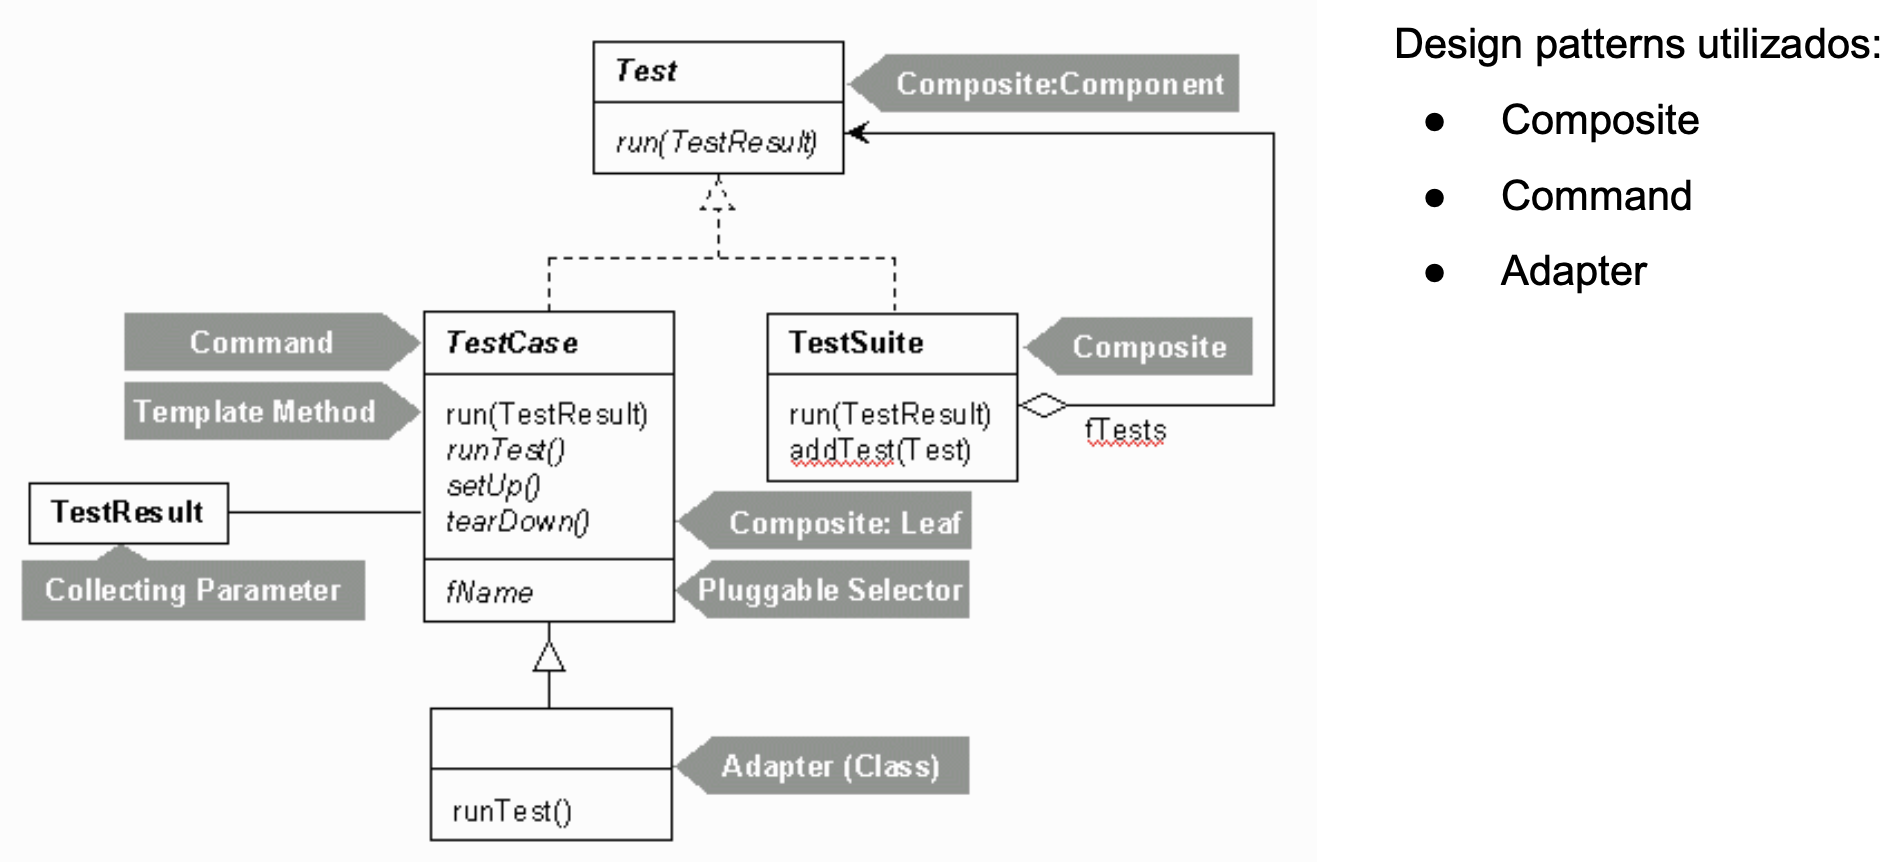 Test
run(TestResult)
Composite:Component
Command
Template Method
TestCase
run(TestResult)
runTest()
setUp()
tearDown()
fName
TestSuite
run(TestResult)
addTest(Test)
Composite
fTests
TestResult
Collecting Parameter
Composite: Leaf
Pluggable Selector
runTest()
Adapter (Class)
Design patterns utilizados:
● Composite
● Command
● Adapter